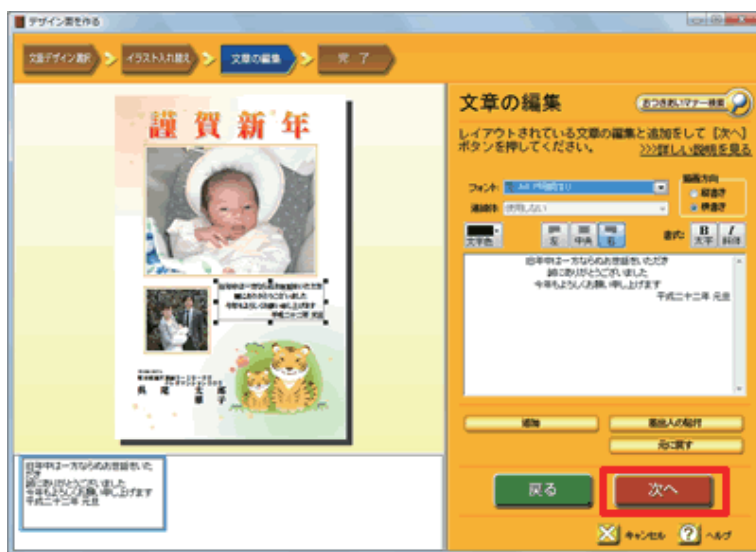 デザイン面を作る
文面デザイン選択
イラスト入れ替え
文章の編集
完了
謹賀新年
旧年中は一方ならぬお世話をいただき
誠にありがとうございました
今年もよろしくお願い申し上げます
平成二十二年 元旦
旧年中は一方ならぬお世話をいただき
誠にありがとうございました
今年もよろしくお願い申し上げます
平成二十二年 元旦
文章の編集
おつきあいマナー検索
レイアウトされている文章の編集と追加をして【次へ】
ボタンを押してください。
>>>詳しい説明を見る
フォント:
描画方向
縦書き
横書き
連綿体:
使用しない
文字色
左
中央
右
書式:
B
太字
I
斜体
旧年中は一方ならぬお世話をいただき
誠にありがとうございました
今年もよろしくお願い申し上げます
平成二十二年 元旦
追加
差出人の貼付
元に戻す
戻る
次へ
キャンセル
ヘルプ